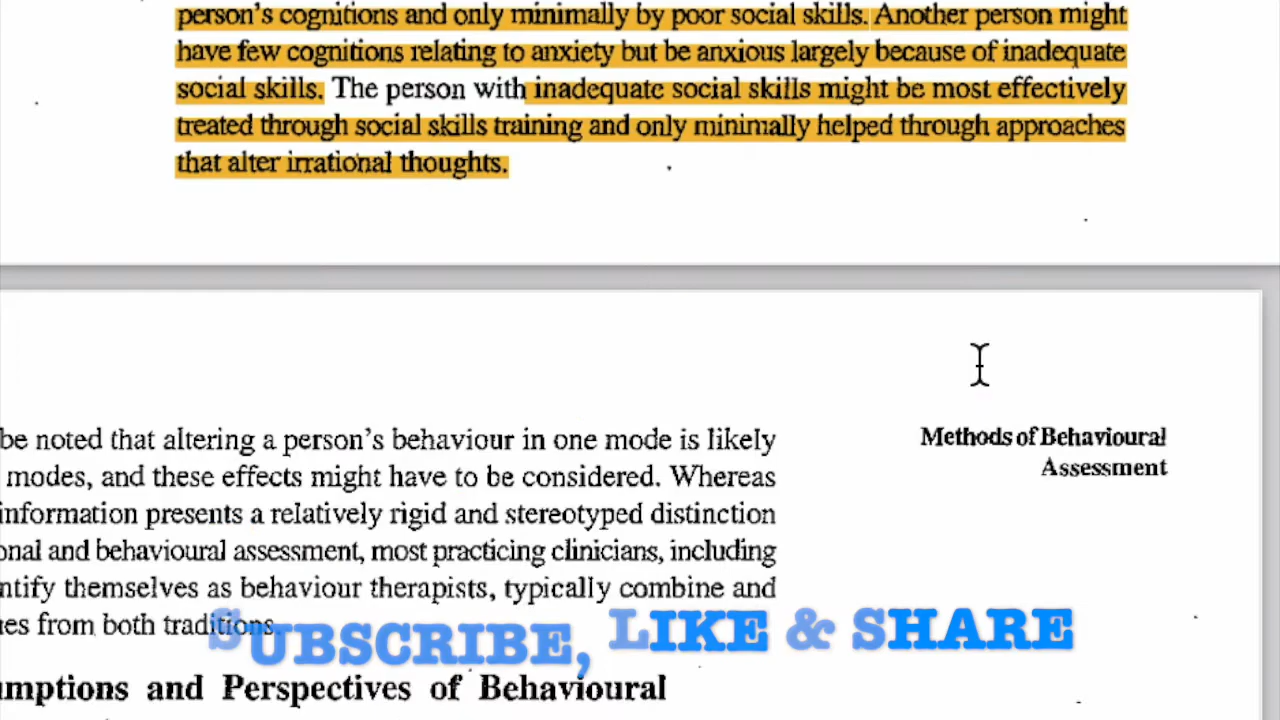 person's cognitions and only minimally by poor social skills. Another person might
have few cognitions relating to anxiety but be anxious largely because of inadequate
social skills. The person with inadequate social skills might be most effectively
treated through social skills training and only minimally helped through approaches
that alter irrational thoughts.
Methods of Behavioural
Assessment
be noted that altering a person's behaviour in one mode is likely
modes, and these effects might have to be considered. Whereas
information presents a relatively rigid and stereotyped distinction
and behavioural assessment, most practicing clinicians, including
themselves as behaviour therapists, typically combine and
from both traditions.
SUBSCRIBE, LIKE & SHARE
and Perspectives of Behavioural